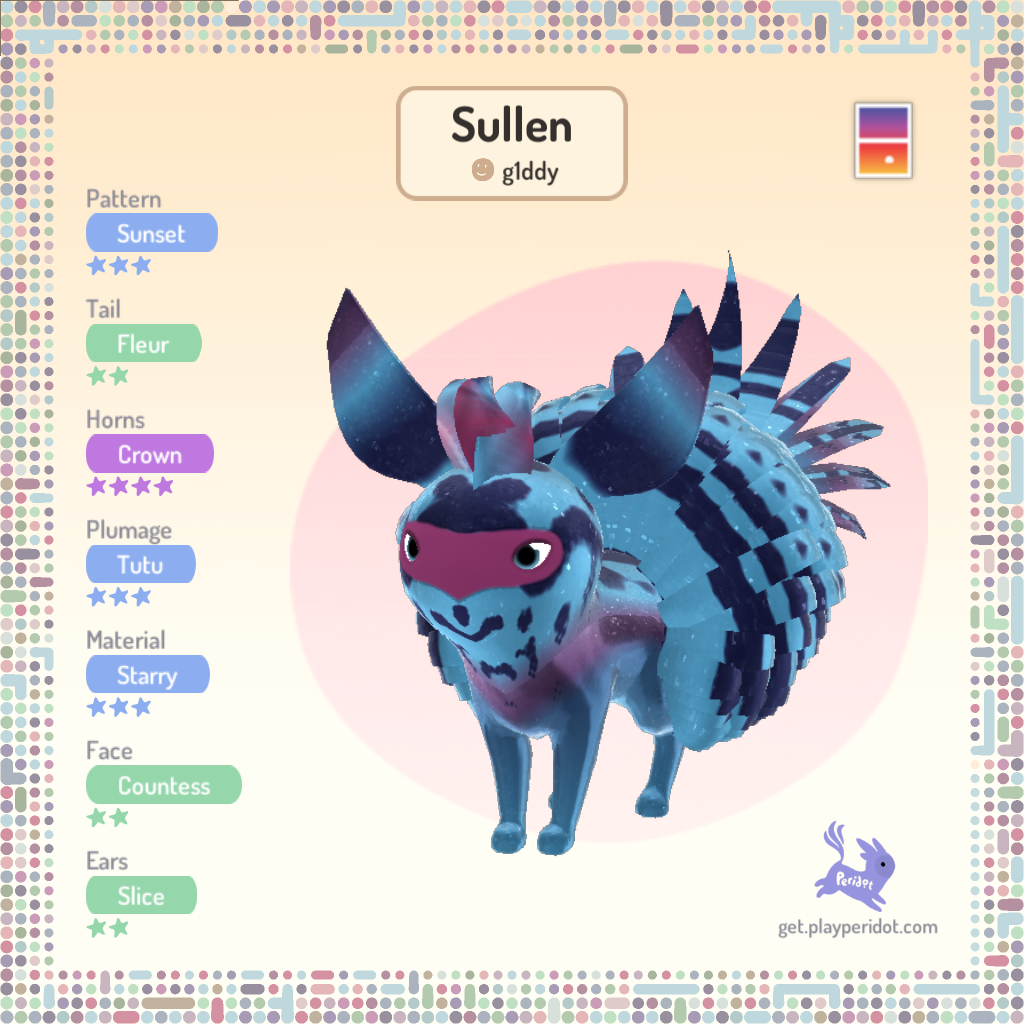 Sullen
g1ddy
Pattern
Sunset
Tail
Fleur
Horns
Crown
Plumage
Tutu
Material
Starry
Face
Countess
Ears
Slice
Peridot
get.playperidot.com